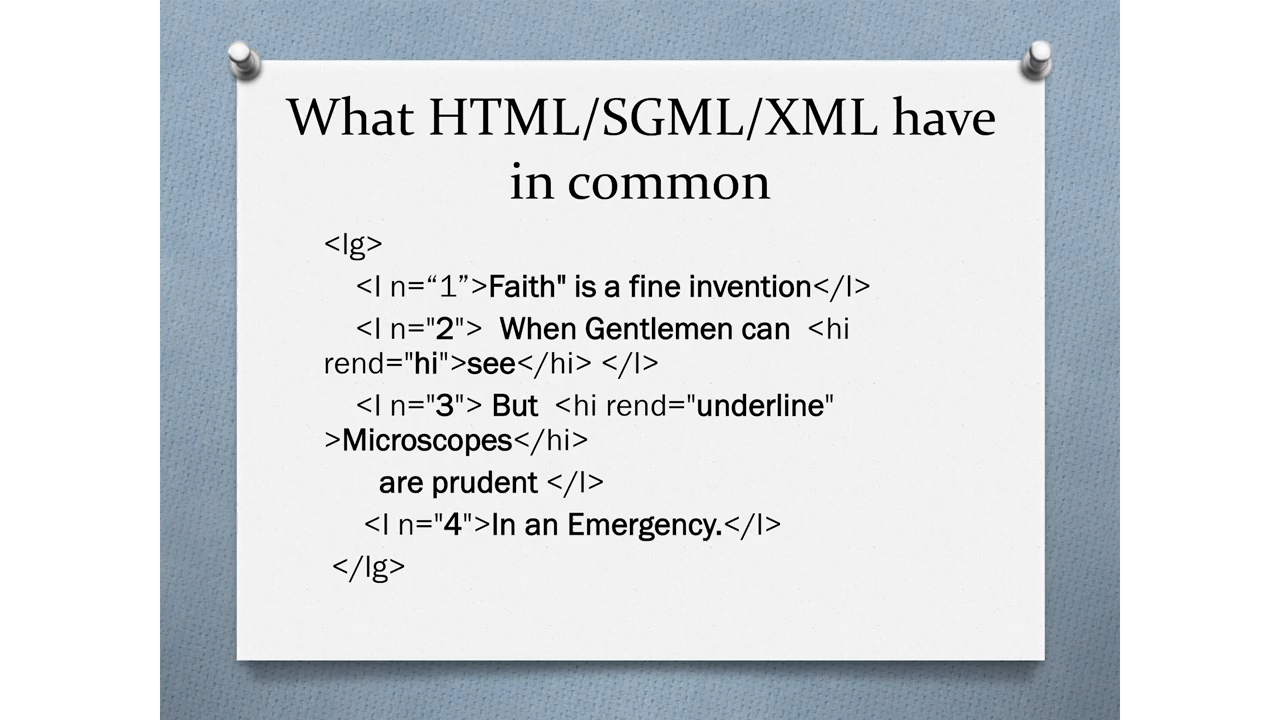 What HTML/SGML/XML have
in common
<lg>
<l n=“1”>Faith" is a fine invention</l>
<l n="2"> When Gentlemen can <hi
rend="hi">see</hi> </l>
<l n="3"> But <hi rend="underline"
>Microscopes</hi>
are prudent </l>
<l n="4">In an Emergency.</l>
</lg>